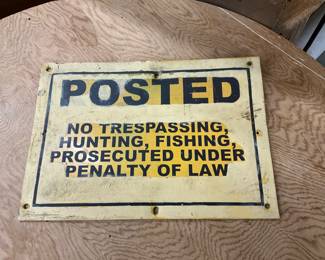 POSTED
NO TRESPASSING,
HUNTING, FISHING,
PROSECUTED UNDER
PENALTY OF LAW